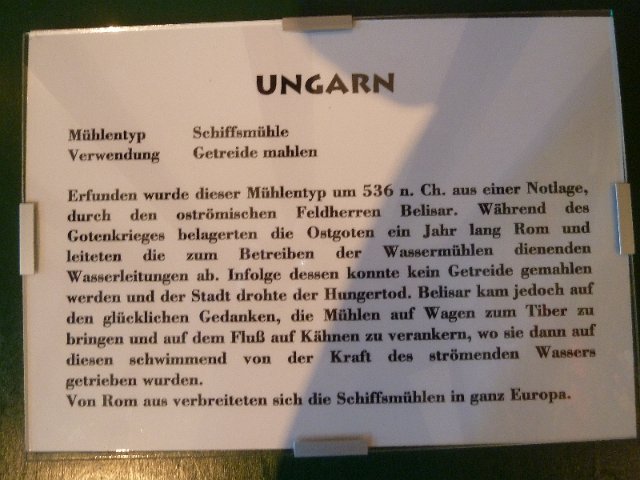 UNGARN
Mühlentyp Schiffsmühle
Verwendung Getreide mahlen
Erfunden wurde dieser Mühlentyp um 536 n. Ch. aus einer Notlage,
durch den oströmischen Feldherren Belisar. Während des
Gotenkrieges belagerten die Ostgoten ein Jahr lang Rom und
leiteten die zum Betreiben der Wassermühlen dienenden
Wasserleitungen ab. Infolge dessen konnte kein Getreide gemahlen
werden und der Stadt drohte der Hungertod. Belisar kam jedoch auf
den glücklichen Gedanken, die Mühlen auf Wagen zum Tiber zu
bringen und auf dem Fluß auf Kähnen zu verankern, wo sie dann auf
diesen schwimmend von der Kraft des strömenden Wassers
getrieben wurden.
Von Rom aus verbreiteten sich die Schiffsmühlen in ganz Europa.